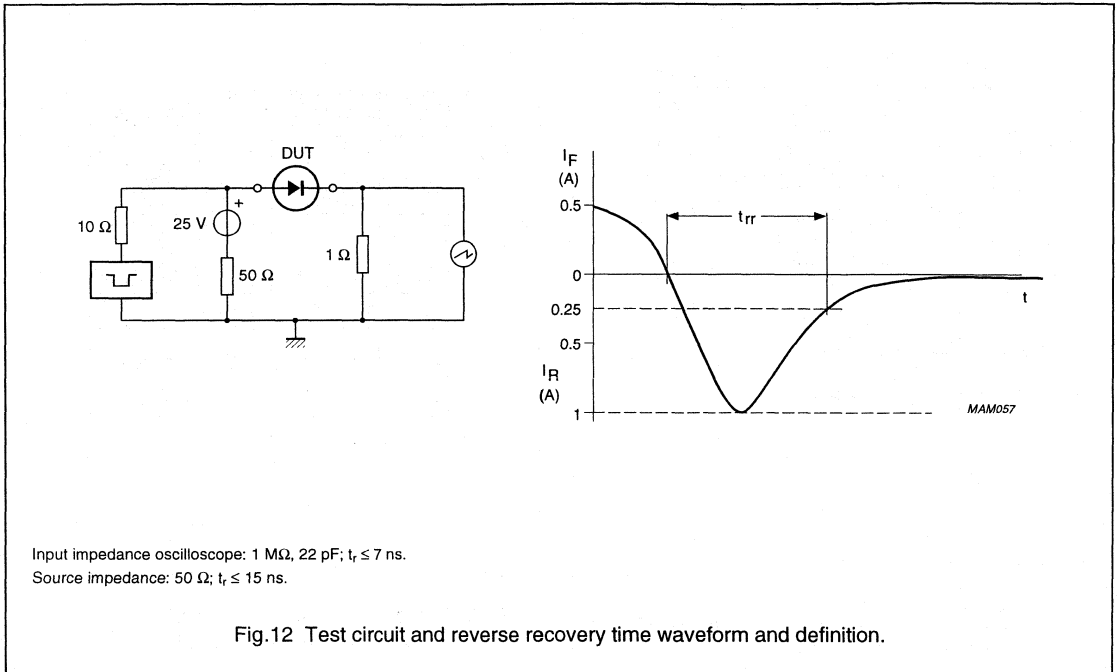 DUT
10 Ω
25 V
+
50 Ω
1 Ω
I_F
(A)
0.5
t_rr
0
t
0.25
0.5
I_R
(A)
1
MAM057
Input impedance oscilloscope: 1 MΩ, 22 pF; t_r ≤ 7 ns.
Source impedance: 50 Ω; t_r ≤ 15 ns.
Fig.12 Test circuit and reverse recovery time waveform and definition.